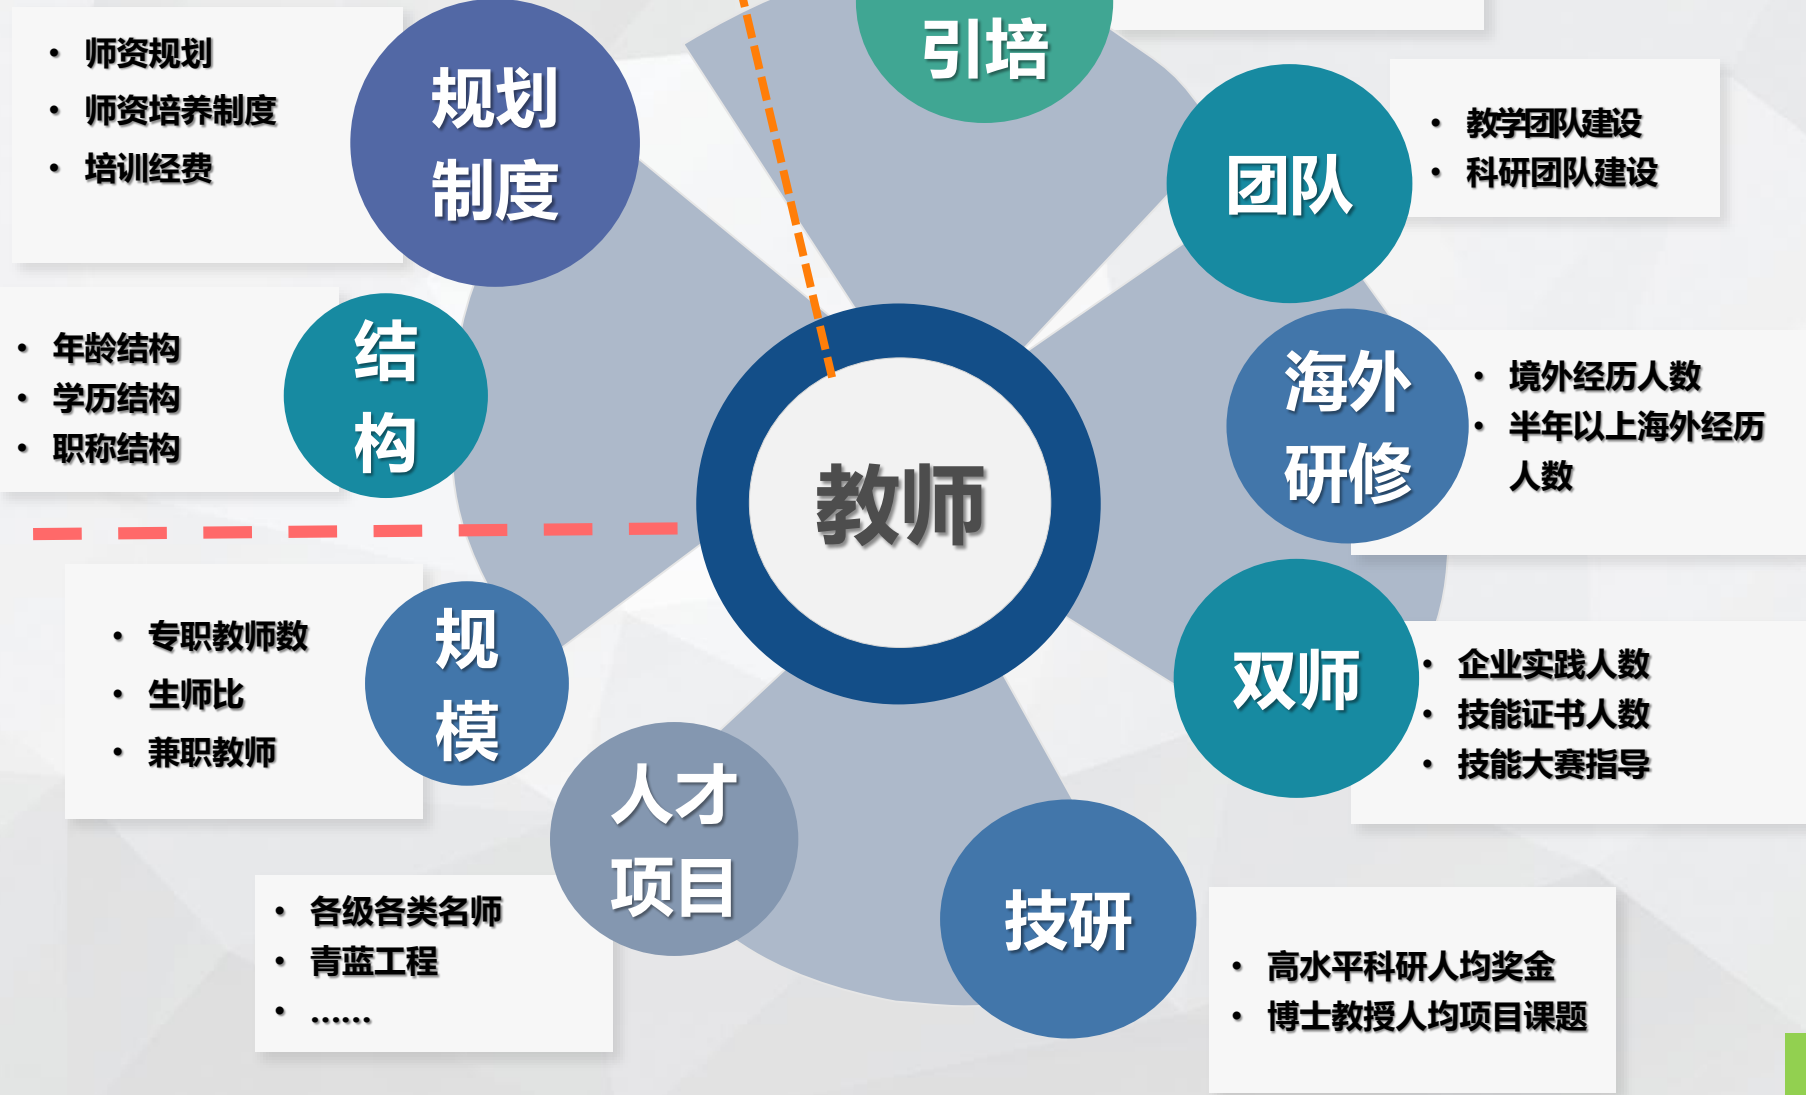 • 师资规划
• 师资培养制度
• 培训经费
规划
制度
引培
团队
• 教学团队建设
• 科研团队建设
• 年龄结构
• 学历结构
• 职称结构
结
构
海外
研修
• 境外经历人数
• 半年以上海外经历
人数
教师
• 专职教师数
• 生师比
• 兼职教师
规
模
双师
• 企业实践人数
• 技能证书人数
• 技能大赛指导
人才
项目
• 各级各类名师
• 青蓝工程
• ……
技研
• 高水平科研人均奖金
• 博士教授人均项目课题